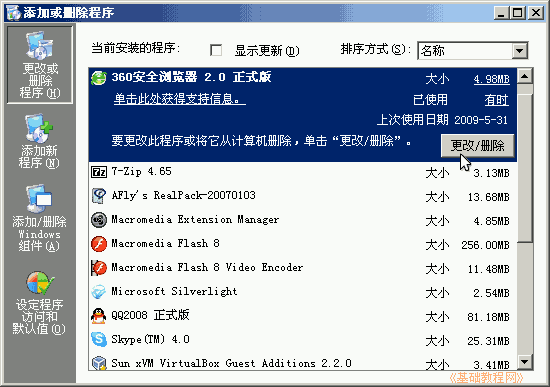 添加或删除程序
更改或
删除
程序(H)
添加新
程序(N)
添加/删除
Windows
组件(A)
设定程序
访问和
默认值(O)
当前安装的程序: 显示更新(D) 排序方式(S): 名称
360安全浏览器 2.0 正式版 大小 4.98MB
单击此处获得支持信息。 已使用 有时
上次使用日期 2009-5-31
要更改此程序或将它从计算机删除，单击“更改/删除”。 更改/删除
7-Zip 4.65 大小 3.13MB
AFly's RealPack-20070103 大小 13.68MB
Macromedia Extension Manager 大小 4.85MB
Macromedia Flash 8 大小 256.00MB
Macromedia Flash 8 Video Encoder 大小 11.48MB
Microsoft Silverlight 大小 2.54MB
QQ2008 正式版 大小 81.18MB
Skype(TM) 4.0 大小 25.31MB
Sun xVM VirtualBox Guest Additions 2.2.0 大小 3.41MB
《基础教程网》